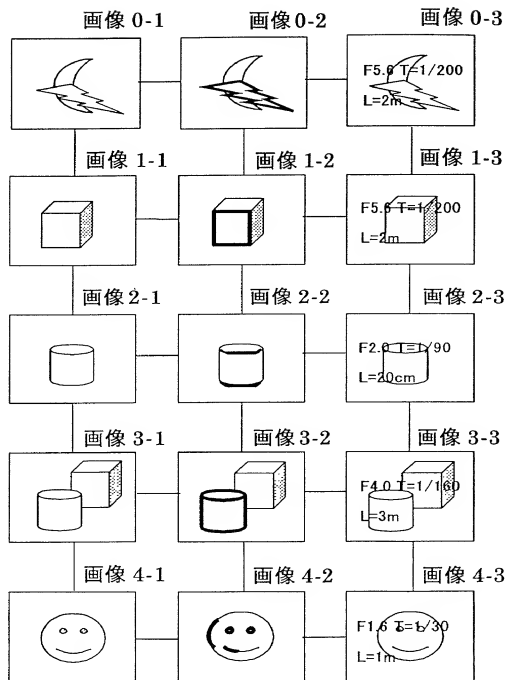 画像 0-1
画像 0-2
画像 0-3
F5.6 T=1/200
L=2m
画像 1-1
画像 1-2
画像 1-3
F5.6 T=1/200
L=2m
画像 2-1
画像 2-2
画像 2-3
F2.0 T=1/90
L=20cm
画像 3-1
画像 3-2
画像 3-3
F4.0 T=1/160
L=3m
画像 4-1
画像 4-2
画像 4-3
F1.6 T=1/30
L=1m